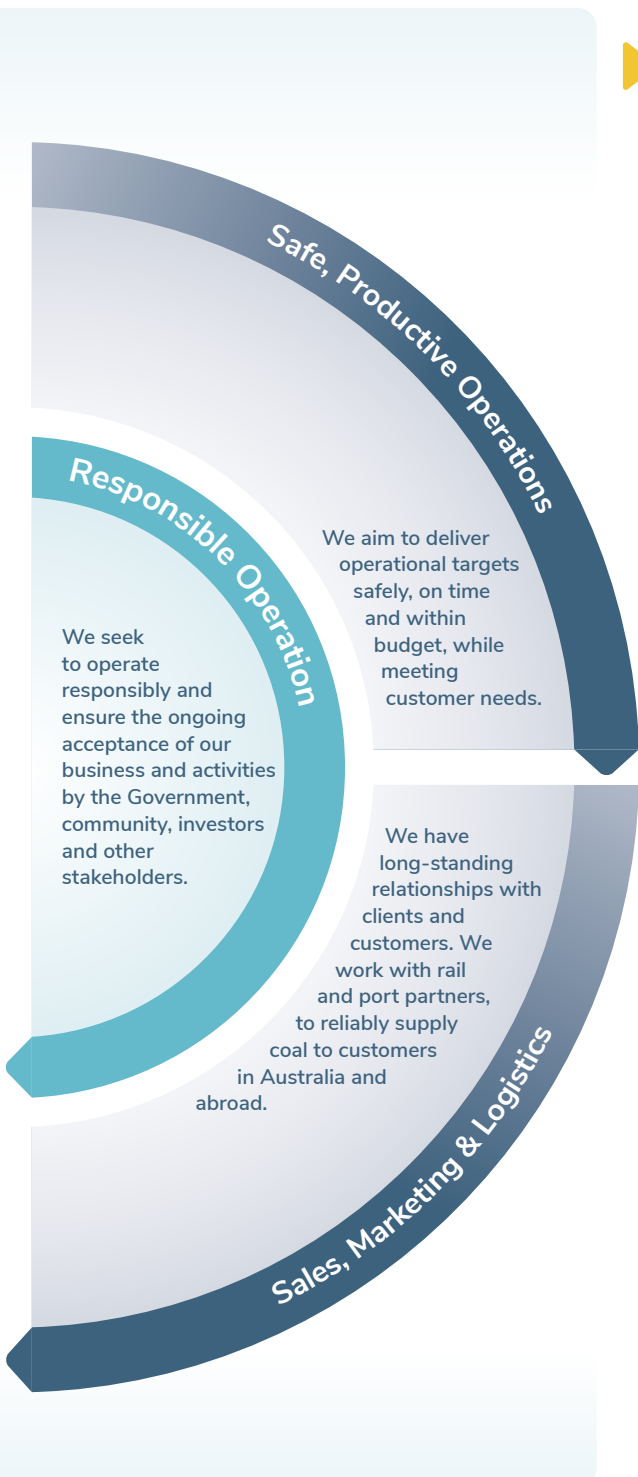 Safe, Productive Operations
We aim to deliver
operational targets
safely, on time
and within
budget, while
meeting
customer needs.
Responsible Operation
We seek
to operate
responsibly and
ensure the ongoing
acceptance of our
business and activities
by the Government,
community, investors
and other
stakeholders.
We have
long-standing
relationships with
clients and
customers. We
work with rail
and port partners,
to reliably supply
coal to customers
in Australia and
abroad.
Sales, Marketing & Logistics